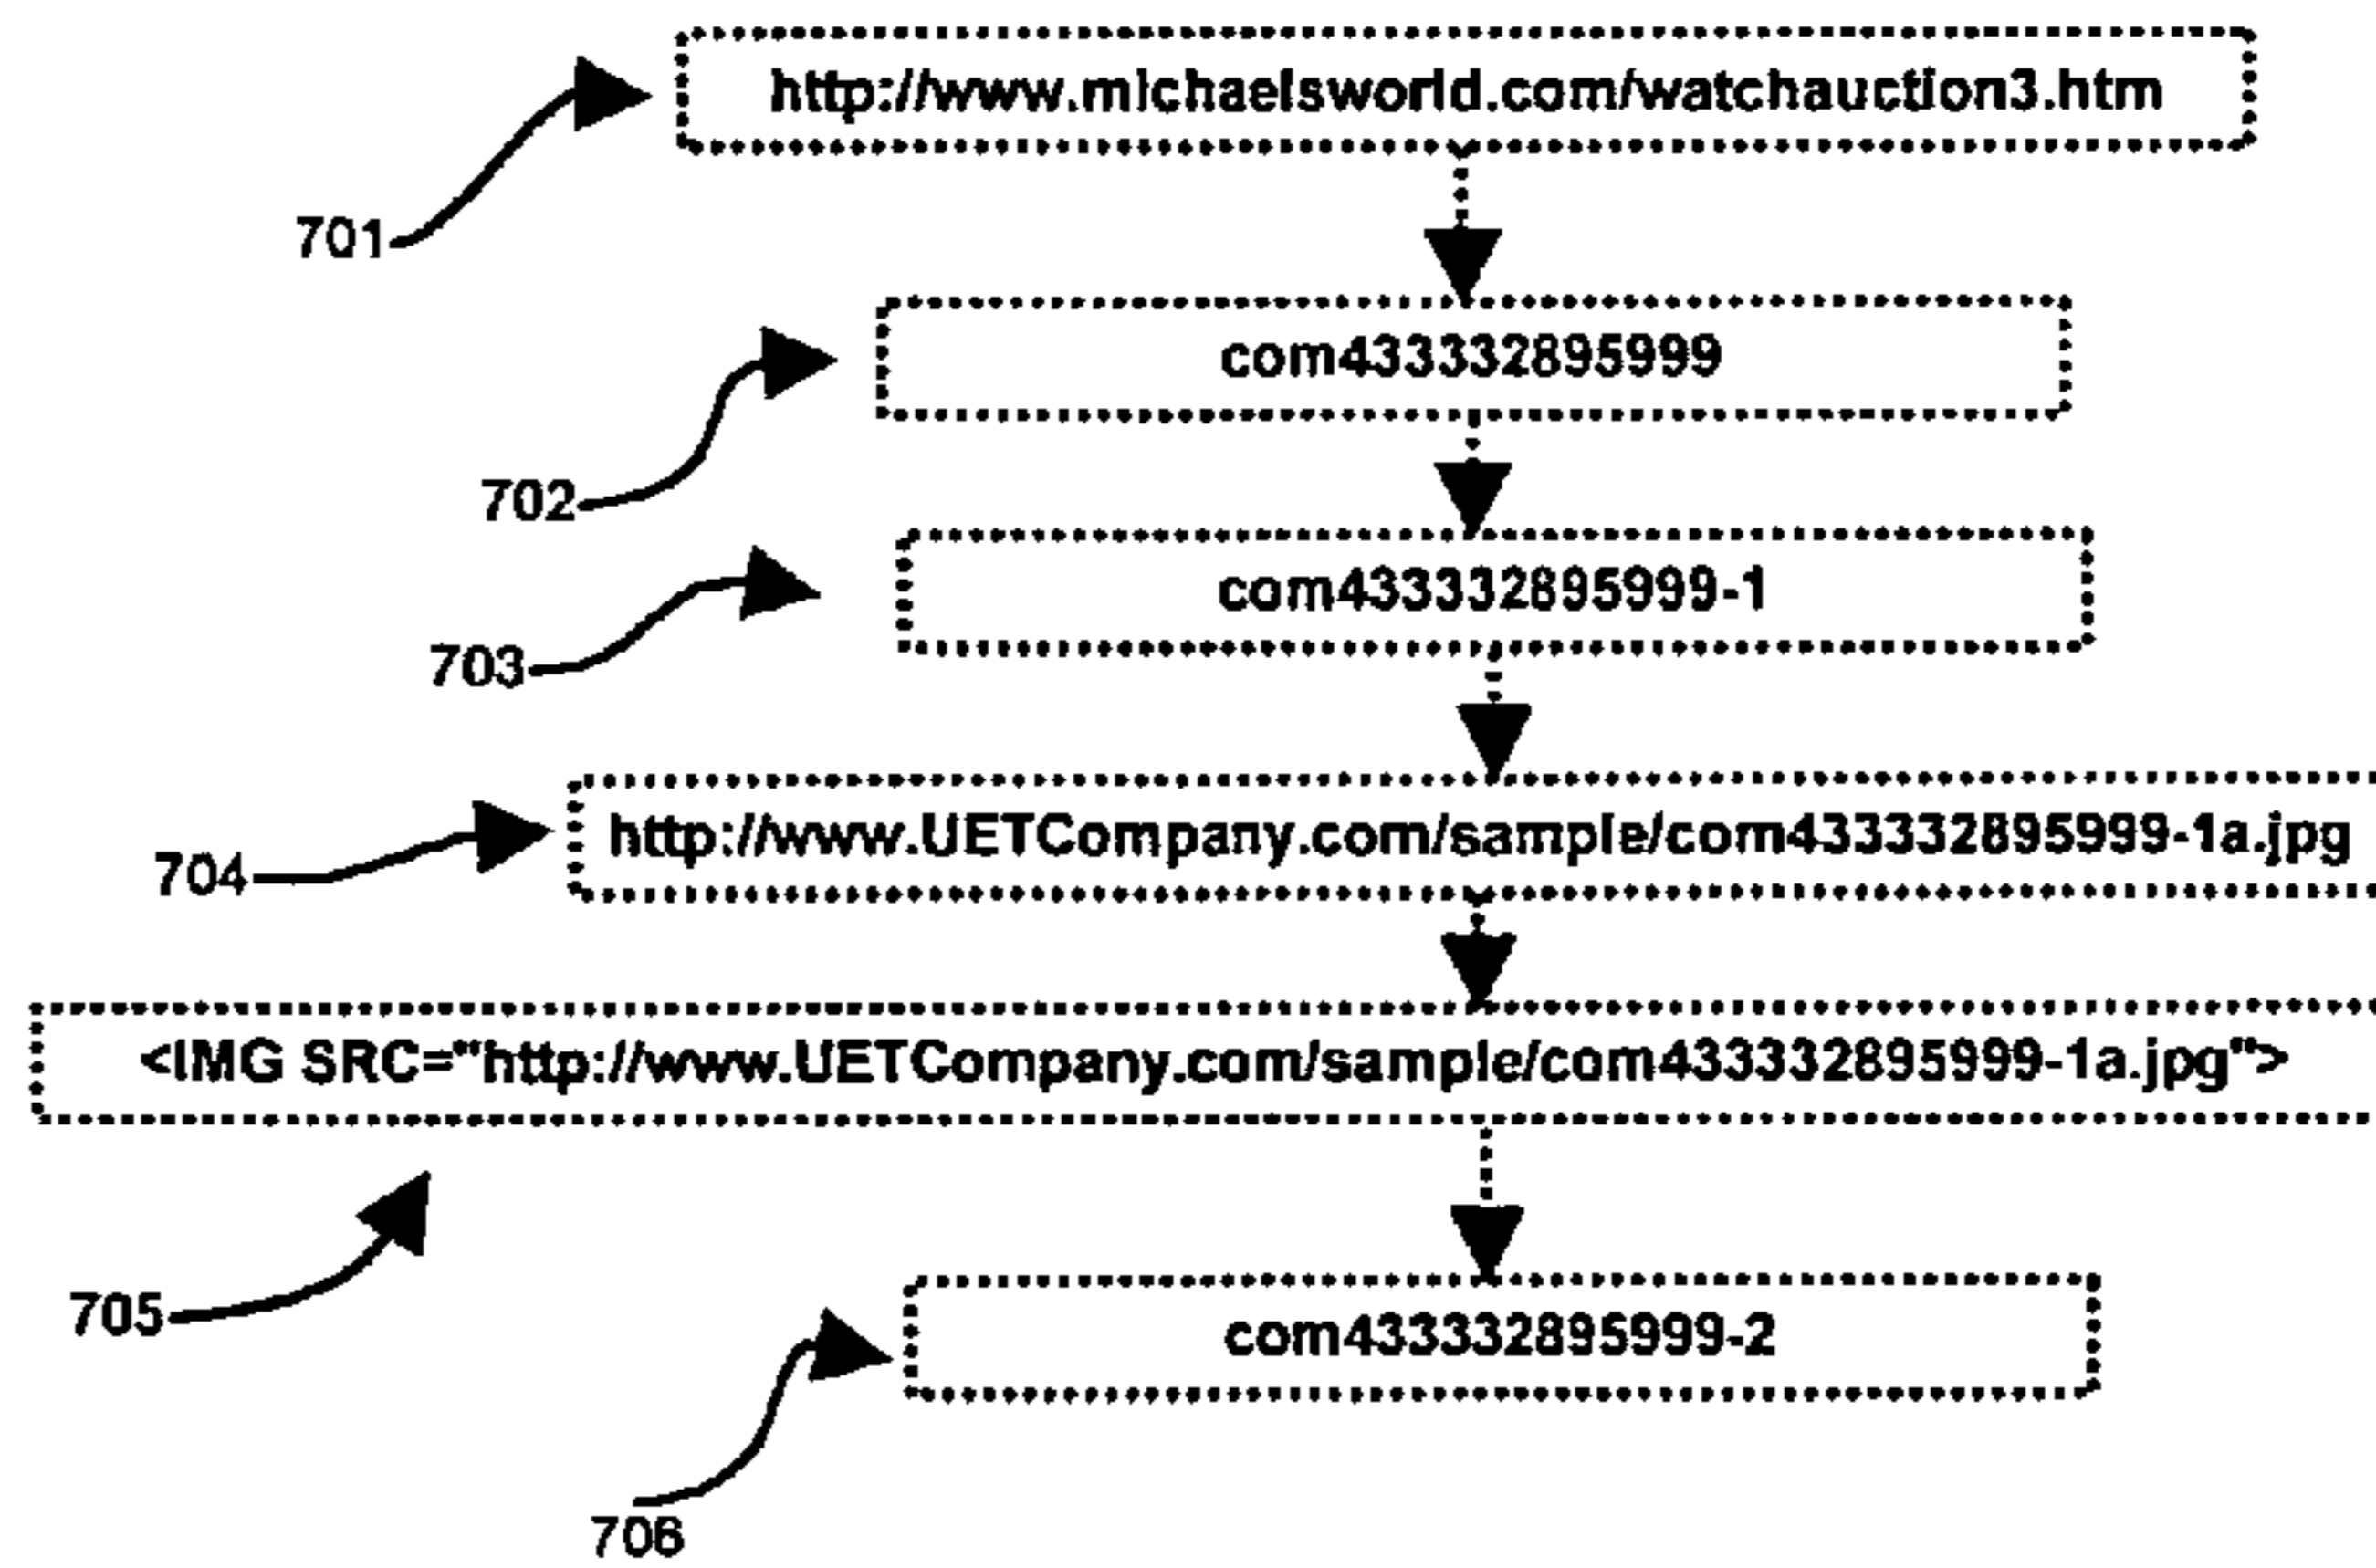 http://www.michaelsworld.com/watchauction3.htm
701
com433332895999
702
com433332895999-1
703
http://www.UETCompany.com/sample/com433332895999-1a.jpg
704
<IMG SRC="http://www.UETCompany.com/sample/com433332895999-1a.jpg">
705
com433332895999-2
706